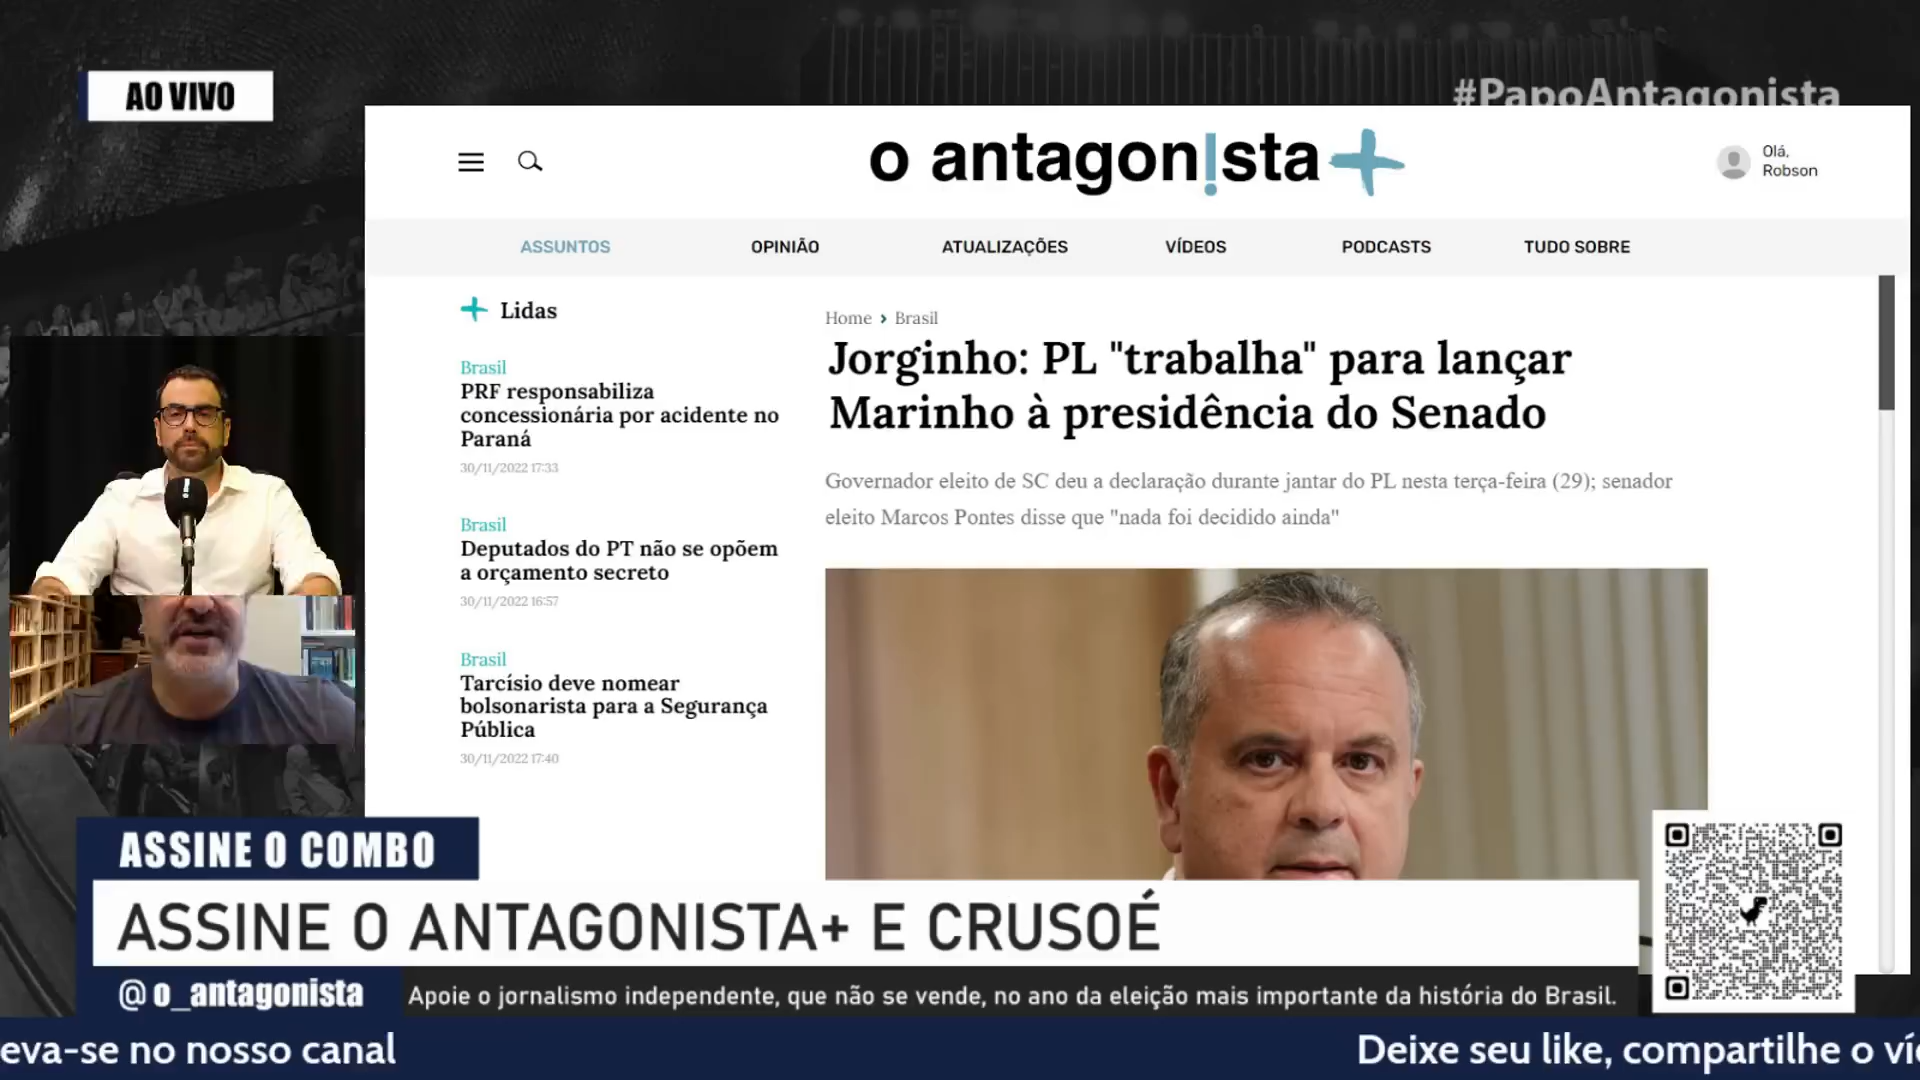 AO VIVO
#PapoAntagonista
o antagon!sta+
Olá,
Robson
ASSUNTOS
OPINIÃO
ATUALIZAÇÕES
VÍDEOS
PODCASTS
TUDO SOBRE
+ Lidas
Brasil
PRF responsabiliza
concessionária por acidente no
Paraná
30/11/2022 17:33
Brasil
Deputados do PT não se opõem
a orçamento secreto
30/11/2022 16:57
Brasil
Tarcísio deve nomear
bolsonarista para a Segurança
Pública
30/11/2022 17:40
Home › Brasil
Jorginho: PL "trabalha" para lançar
Marinho à presidência do Senado
Governador eleito de SC deu a declaração durante jantar do PL nesta terça-feira (29); senador
eleito Marcos Pontes disse que "nada foi decidido ainda"
ASSINE O COMBO
ASSINE O ANTAGONISTA+ E CRUSOÉ
@o_antagonista
Apoie o jornalismo independente, que não se vende, no ano da eleição mais importante da história do Brasil.
eva-se no nosso canal
Deixe seu like, compartilhe o ví